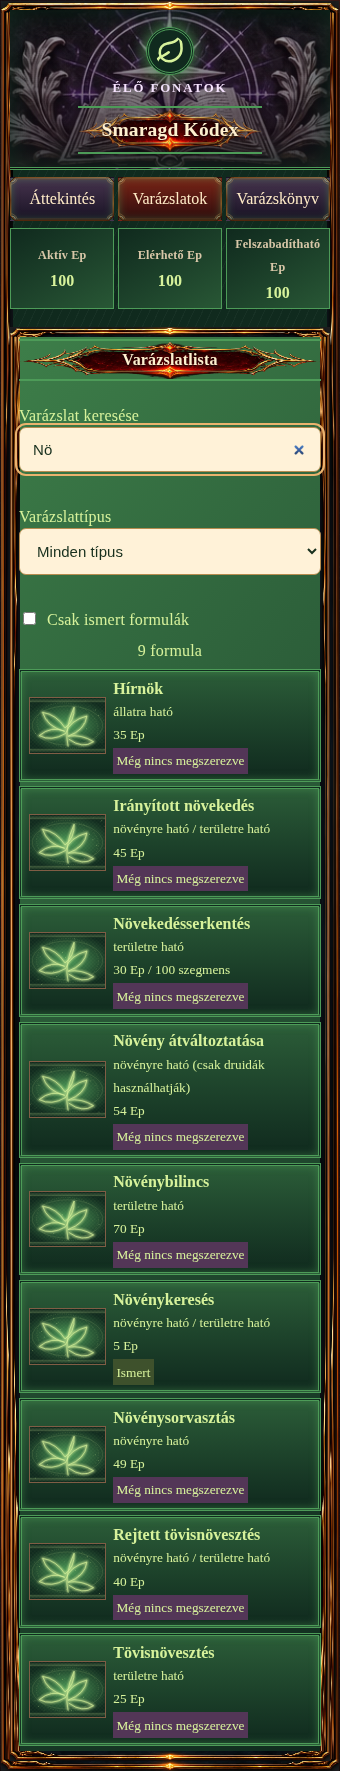 ÉLŐ FONATOK
Smaragd Kódex
Áttekintés
Varázslatok
Varázskönyv
Aktív Ep
100
Elérhető Ep
100
Felszabadítható
Ep
100
Varázslatlista
Varázslat keresése
Nö
Varázslattípus
Minden típus
Csak ismert formulák
9 formula
Hírnök
állatra ható
35 Ep
Még nincs megszerezve
Irányított növekedés
növényre ható / területre ható
45 Ep
Még nincs megszerezve
Növekedésserkentés
területre ható
30 Ep / 100 szegmens
Még nincs megszerezve
Növény átváltoztatása
növényre ható (csak druidák
használhatják)
54 Ep
Még nincs megszerezve
Növénybilincs
területre ható
70 Ep
Még nincs megszerezve
Növénykeresés
növényre ható / területre ható
5 Ep
Ismert
Növénysorvasztás
növényre ható
49 Ep
Még nincs megszerezve
Rejtett tövisnövesztés
növényre ható / területre ható
40 Ep
Még nincs megszerezve
Tövisnövesztés
területre ható
25 Ep
Még nincs megszerezve